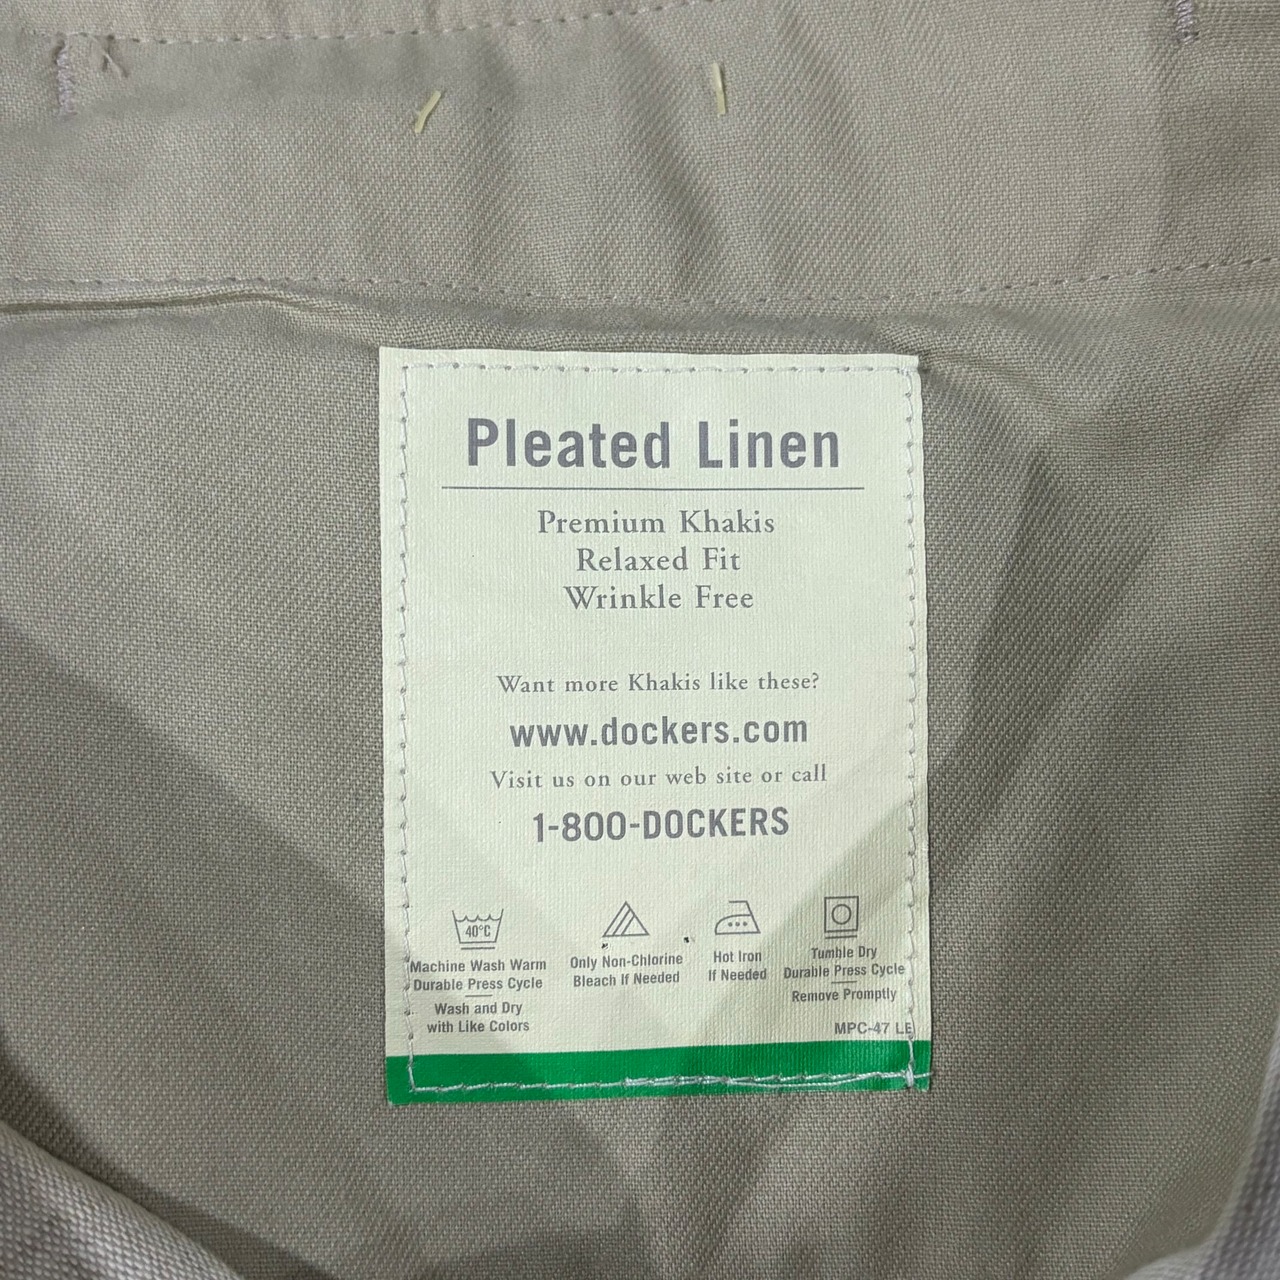 Pleated Linen
Premium Khakis
Relaxed Fit
Wrinkle Free
Want more Khakis like these?
www.dockers.com
Visit us on our web site or call
1-800-DOCKERS
40°C
Machine Wash Warm
Durable Press Cycle
Wash and Dry
with Like Colors
Only Non-Chlorine
Bleach If Needed
Hot Iron
If Needed
Tumble Dry
Durable Press Cycle
Remove Promptly
MPC-47 LE